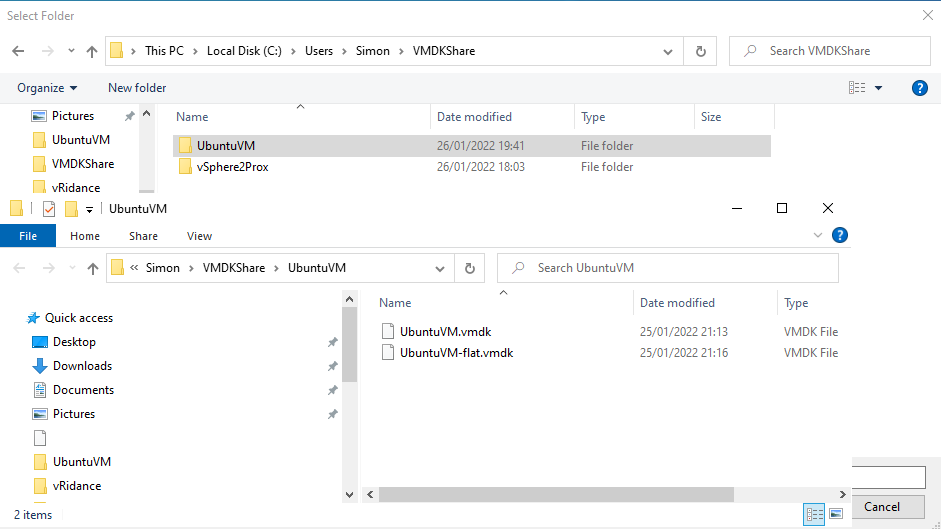 Select Folder
This PC > Local Disk (C:) > Users > Simon > VMDKShare
Search VMDKShare
Organize
New folder
?
Pictures
UbuntuVM
VMDKShare
vRidance
Name Date modified Type Size
UbuntuVM 26/01/2022 19:41 File folder
vSphere2Prox 26/01/2022 18:03 File folder
UbuntuVM
File Home Share View
?
« Simon > VMDKShare > UbuntuVM
Search UbuntuVM
Quick access
Desktop
Downloads
Documents
Pictures
UbuntuVM
vRidance
Name Date modified Type
UbuntuVM.vmdk 25/01/2022 21:13 VMDK File
UbuntuVM-flat.vmdk 25/01/2022 21:16 VMDK File
Cancel
2 items